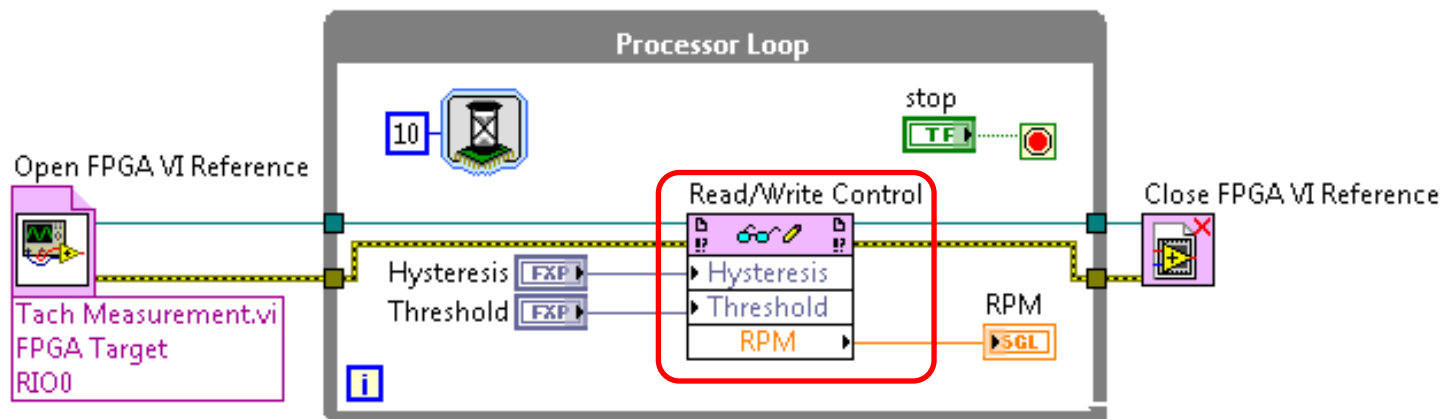 Processor Loop
10
stop
TF
Open FPGA VI Reference
Read/Write Control
Close FPGA VI Reference
!?
!?
Hysteresis
FXP
Hysteresis
Threshold
FXP
Threshold
RPM
RPM
SGL
Tach Measurement.vi
FPGA Target
RIO0
i